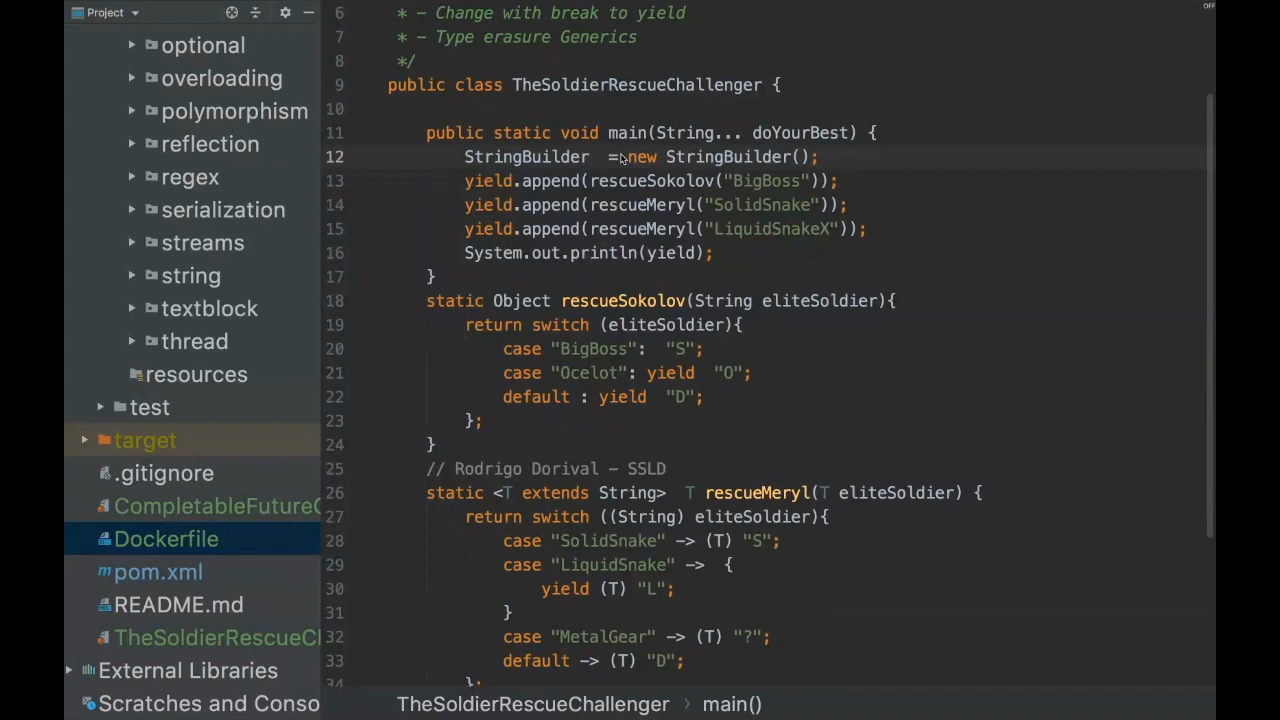 Project
optional
overloading
polymorphism
reflection
regex
serialization
streams
string
textblock
thread
resources
test
target
.gitignore
CompletableFuture
Dockerfile
pom.xml
README.md
TheSoldierRescueCl
External Libraries
Scratches and Conso
OFF
6 * - Change with break to yield
7 * - Type erasure Generics
8 */
9 public class TheSoldierRescueChallenger {
10
11 public static void main(String... doYourBest) {
12 StringBuilder = new StringBuilder();
13 yield.append(rescueSokolov("BigBoss"));
14 yield.append(rescueMeryl("SolidSnake"));
15 yield.append(rescueMeryl("LiquidSnakeX"));
16 System.out.println(yield);
17 }
18 static Object rescueSokolov(String eliteSoldier){
19 return switch (eliteSoldier){
20 case "BigBoss": "S";
21 case "Ocelot": yield "O";
22 default : yield "D";
23 };
24 }
25 // Rodrigo Dorival - SSLD
26 static <T extends String> T rescueMeryl(T eliteSoldier) {
27 return switch ((String) eliteSoldier){
28 case "SolidSnake" -> (T) "S";
29 case "LiquidSnake" -> {
30 yield (T) "L";
31 }
32 case "MetalGear" -> (T) "?";
33 default -> (T) "D";
34 };
TheSoldierRescueChallenger > main()